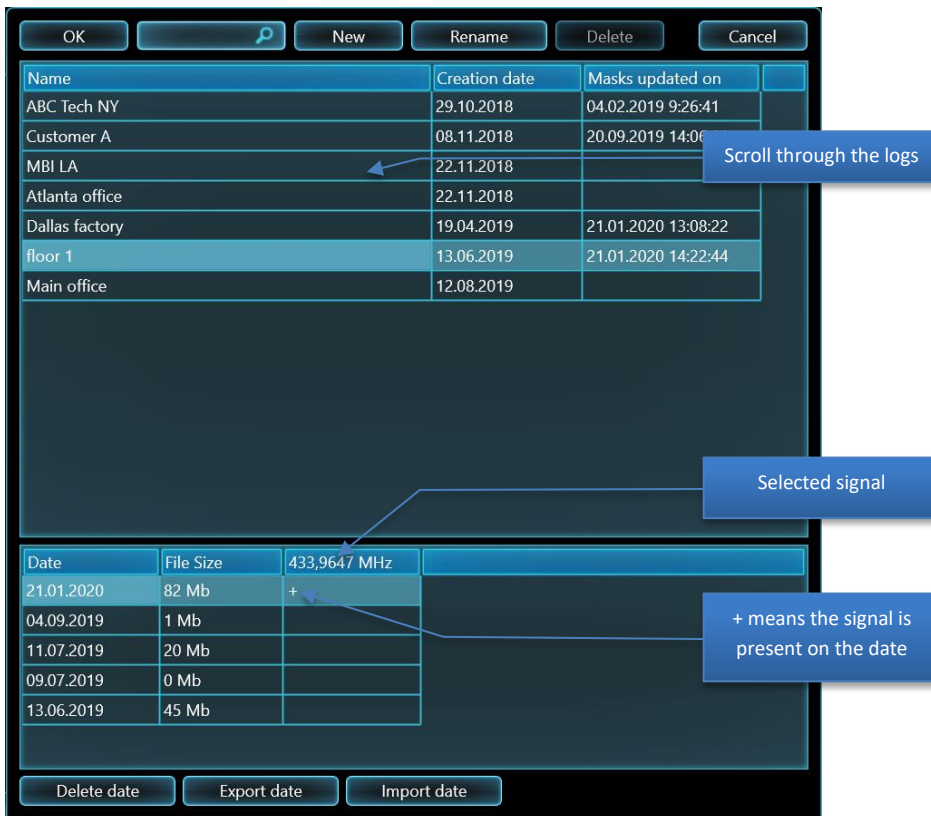 OK New Rename Delete Cancel
Name Creation date Masks updated on
ABC Tech NY 29.10.2018 04.02.2019 9:26:41
Customer A 08.11.2018 20.09.2019
MBI LA 22.11.2018
Scroll through the logs
Atlanta office 22.11.2018
Dallas factory 19.04.2019 21.01.2020 13:08:22
floor 1 13.06.2019 21.01.2020 14:22:44
Main office 12.08.2019
Selected signal
Date File Size 433,9647 MHz
21.01.2020 82 Mb +
04.09.2019 1 Mb
+ means the signal is
present on the date
11.07.2019 20 Mb
09.07.2019 0 Mb
13.06.2019 45 Mb
Delete date Export date Import date